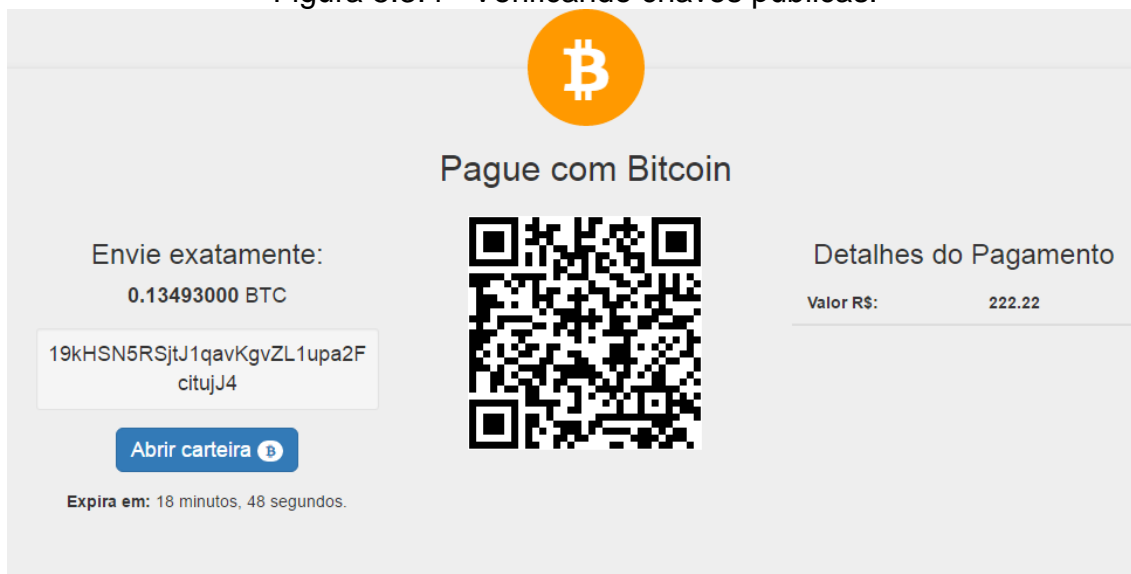 Pague com Bitcoin
Envie exatamente:
0.13493000 BTC
19kHSN5RSjtJ1qavKgvZL1upa2F
citujJ4
Abrir carteira
Expira em: 18 minutos, 48 segundos.
Detalhes do Pagamento
Valor R$: 222.22